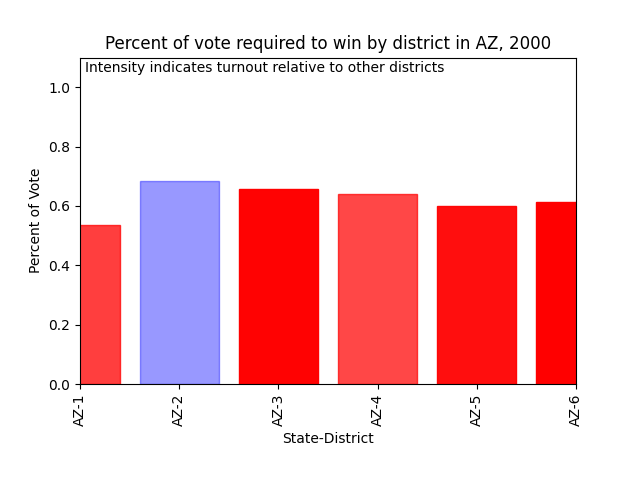 Percent of vote required to win by district in AZ, 2000
Intensity indicates turnout relative to other districts
1.0
0.8
0.6
0.4
0.2
0.0
Percent of Vote
AZ-1
AZ-2
AZ-3
AZ-4
AZ-5
AZ-6
State-District